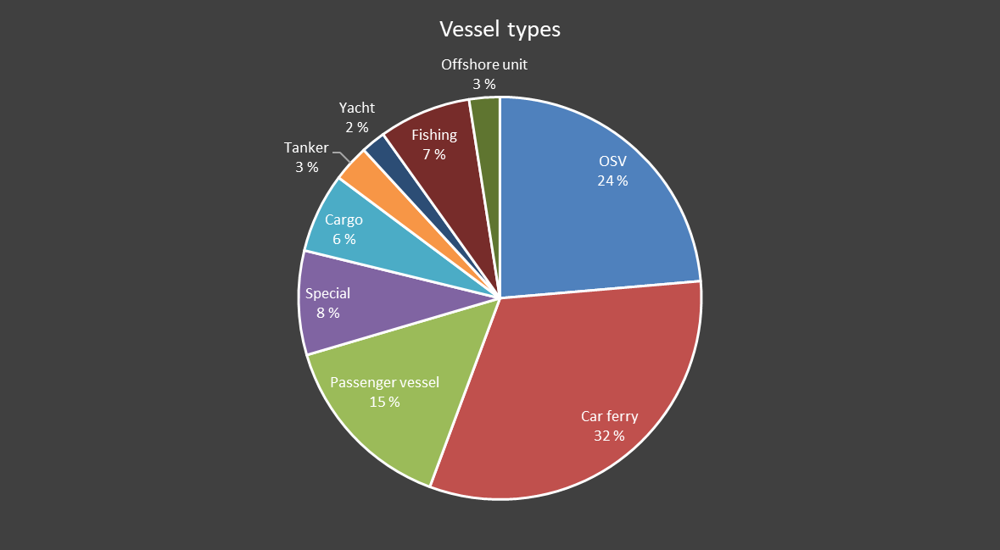 Vessel types
Offshore unit
3 %
Yacht
2 %
Fishing
7 %
Tanker
3 %
OSV
24 %
Cargo
6 %
Special
8 %
Passenger vessel
15 %
Car ferry
32 %